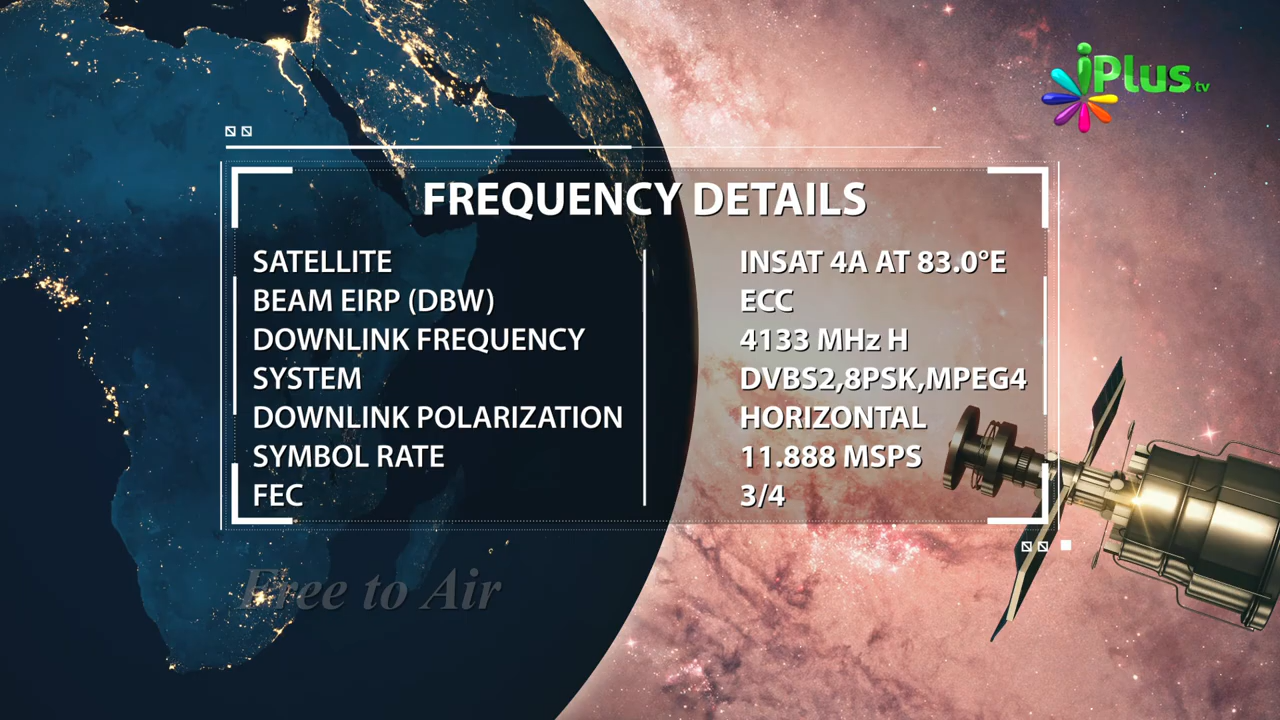 iPlus tv
FREQUENCY DETAILS
SATELLITE INSAT 4A AT 83.0°E
BEAM EIRP (DBW) ECC
DOWNLINK FREQUENCY 4133 MHz H
SYSTEM DVBS2,8PSK,MPEG4
DOWNLINK POLARIZATION HORIZONTAL
SYMBOL RATE 11.888 MSPS
FEC 3/4
Free to Air